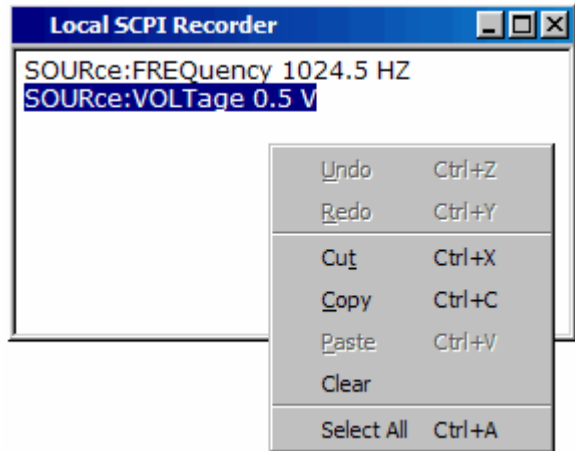 Local SCPI Recorder
SOURce:FREQuency 1024.5 HZ
SOURce:VOLTage 0.5 V
Undo Ctrl+Z
Redo Ctrl+Y
Cut Ctrl+X
Copy Ctrl+C
Paste Ctrl+V
Clear
Select All Ctrl+A